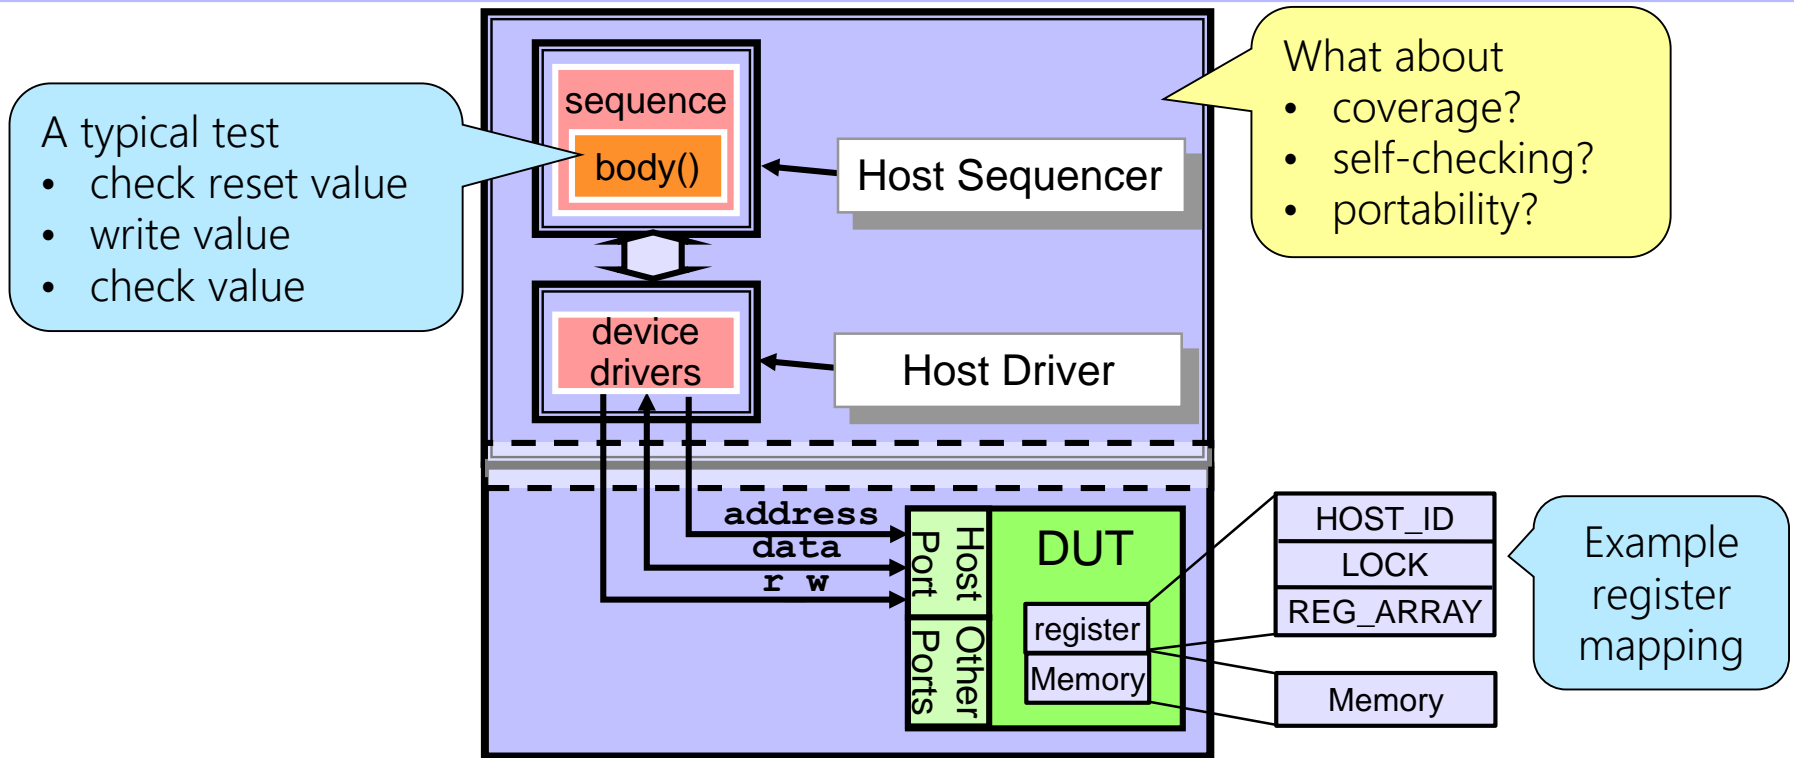 A typical test
• check reset value
• write value
• check value
sequence
body()
Host Sequencer
What about
• coverage?
• self-checking?
• portability?
device
drivers
Host Driver
address
data
r w
Host
Port
Other
Ports
DUT
register
Memory
HOST_ID
LOCK
REG_ARRAY
Memory
Example
register
mapping